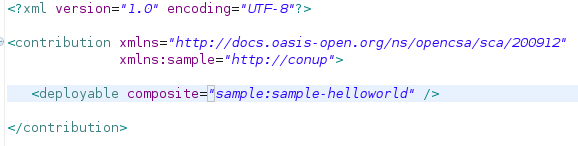 <?xml version="1.0" encoding="UTF-8"?>
<contribution xmlns="http://docs.oasis-open.org/ns/opencsa/sca/200912"
xmlns:sample="http://conup">
<deployable composite="sample:sample-helloworld" />
</contribution>